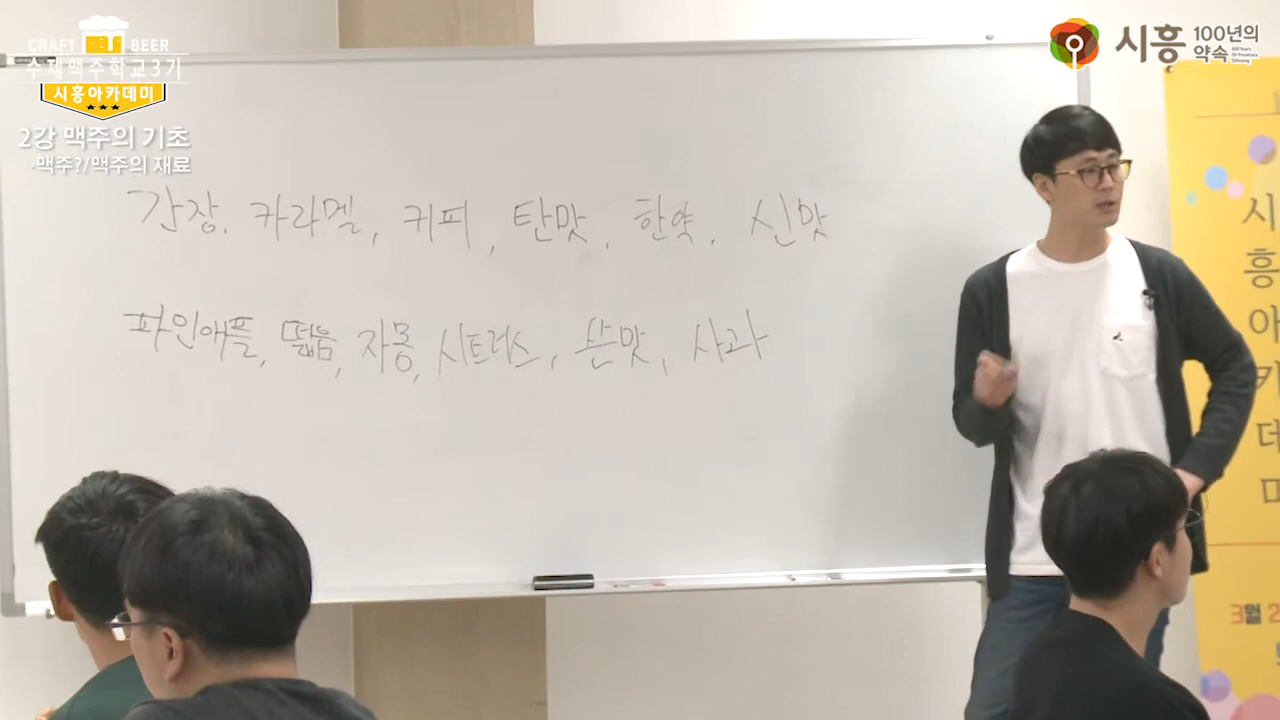 CRAFT BEER
수제맥주학교3기
시흥아카데미
2강 맥주의 기초
맥주?/맥주의 재료
시흥 100년의 약속
간장, 카라멜, 커피, 탄맛, 한약, 신맛
파인애플, 떫음, 자몽, 시트러스, 쓴맛, 사과
시흥아카데미
3월 2